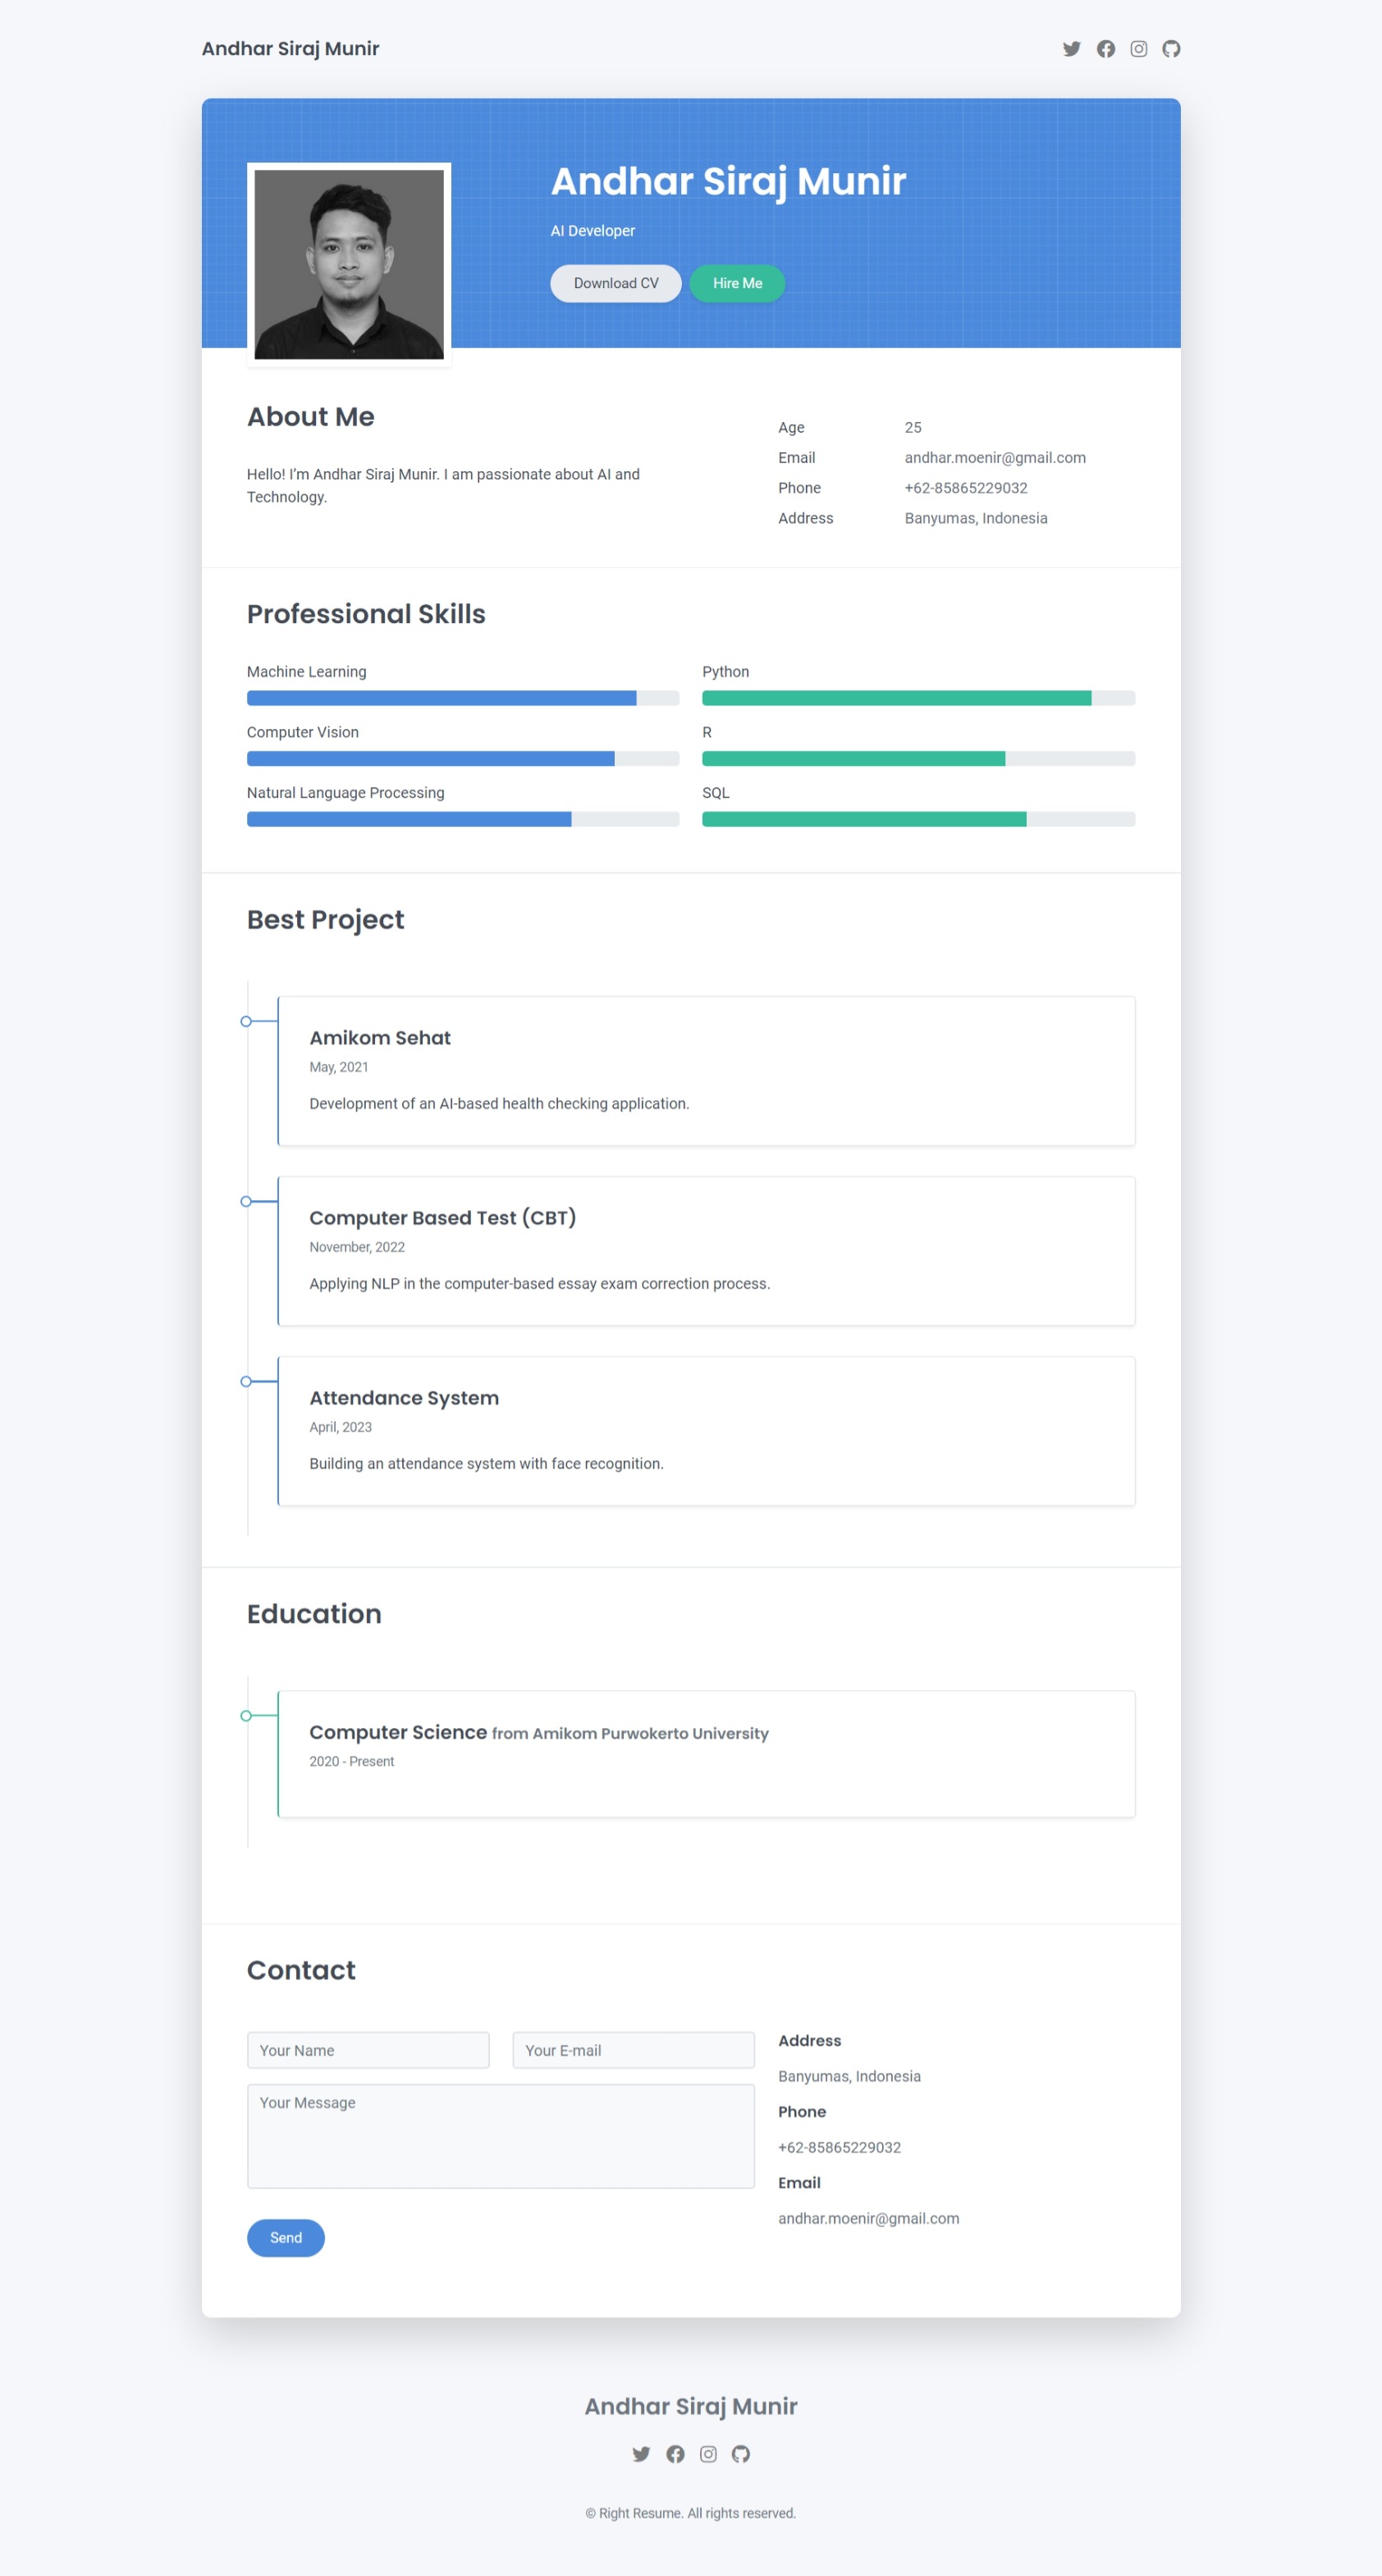 Andhar Siraj Munir
Andhar Siraj Munir
AI Developer
Download CV
Hire Me
About Me
Hello! I'm Andhar Siraj Munir. I am passionate about AI and
Technology.
Age 25
Email andhar.moenir@gmail.com
Phone +62-85865229032
Address Banyumas, Indonesia
Professional Skills
Machine Learning
Python
Computer Vision
R
Natural Language Processing
SQL
Best Project
Amikom Sehat
May, 2021
Development of an AI-based health checking application.
Computer Based Test (CBT)
November, 2022
Applying NLP in the computer-based essay exam correction process.
Attendance System
April, 2023
Building an attendance system with face recognition.
Education
Computer Science from Amikom Purwokerto University
2020 - Present
Contact
Your Name
Your E-mail
Your Message
Send
Address
Banyumas, Indonesia
Phone
+62-85865229032
Email
andhar.moenir@gmail.com
Andhar Siraj Munir
© Right Resume. All rights reserved.